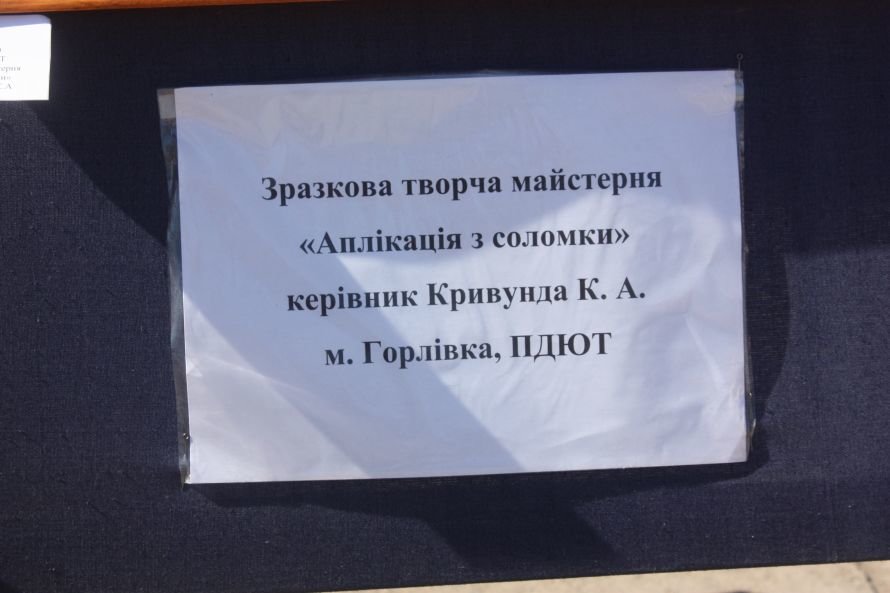 Зразкова творча майстерня
«Аплікація з соломки»
керівник Кривунда К. А.
м. Горлівка, ПДЮТ